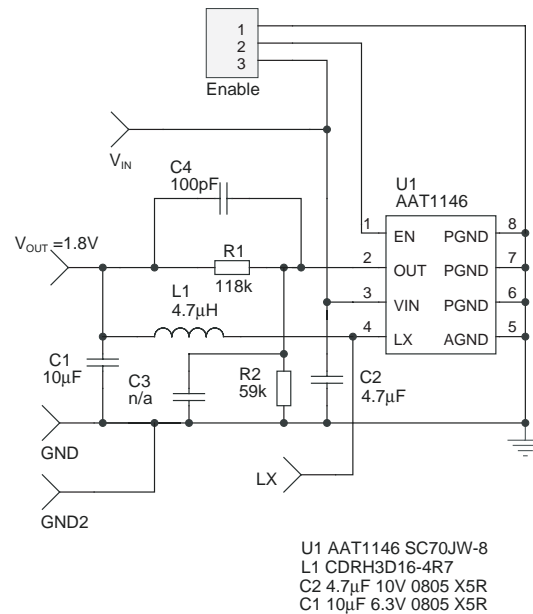 1
2
3
Enable
V_IN
C4
100pF
U1
AAT1146
V_OUT =1.8V
R1
118k
1 EN PGND 8
2 OUT PGND 7
3 VIN PGND 6
4 LX AGND 5
L1
4.7μH
C1
10μF
C3
n/a
R2
59k
C2
4.7μF
GND
LX
GND2
U1 AAT1146 SC70JW-8
L1 CDRH3D16-4R7
C2 4.7μF 10V 0805 X5R
C1 10μF 6.3V 0805 X5R